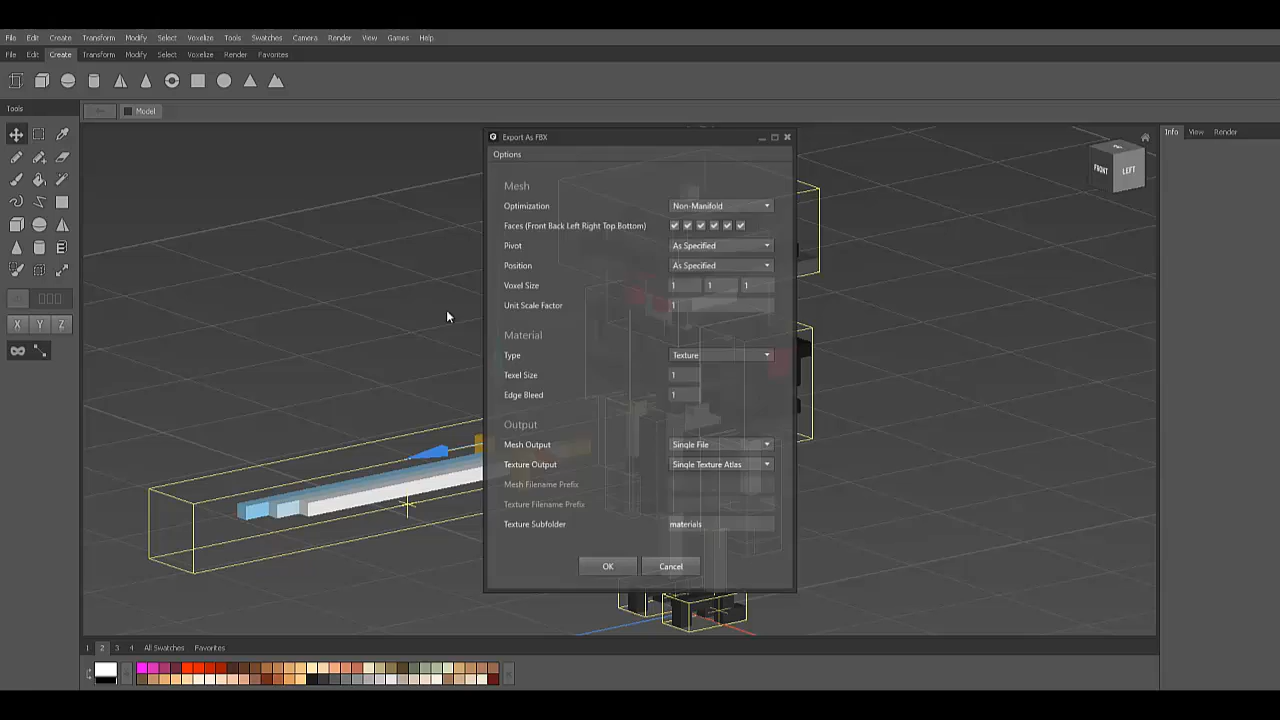 File Edit Create Transform Modify Select Voxelize Tools Swatches Camera Render View Games Help
File Edit Create Transform Modify Select Voxelize Render Favorites
Model
Tools
Info View Render
FRONT LEFT
X Y Z
Export As FBX
Options
Mesh
Optimization Non-Manifold
Faces (Front Back Left Right Top Bottom)
Pivot As Specified
Position As Specified
Voxel Size 1 1 1
Unit Scale Factor 1
Material
Type Texture
Texel Size 1
Edge Bleed 1
Output
Mesh Output Single File
Texture Output Single Texture Atlas
Mesh Filename Prefix
Texture Filename Prefix
Texture Subfolder materials
OK Cancel
1 2 3 4 All Swatches Favorites